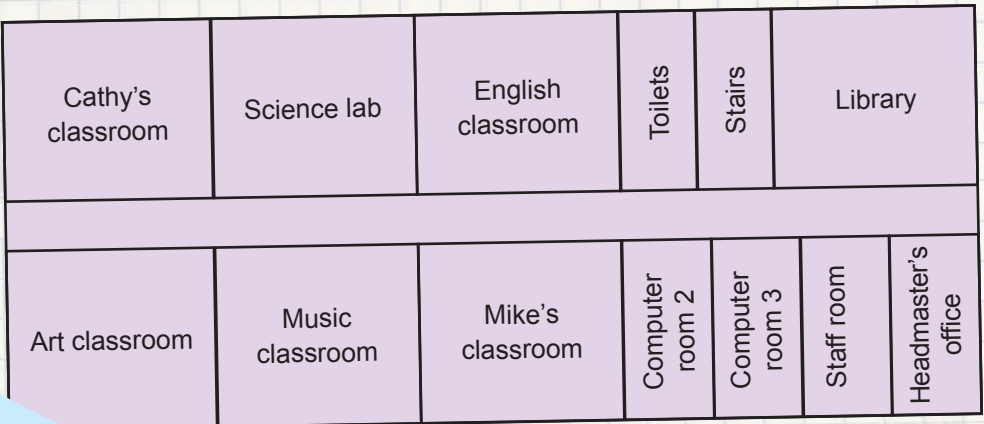 Cathy's
classroom
Science lab
English
classroom
Toilets
Stairs
Library
Art classroom
Music
classroom
Mike's
classroom
Computer
room 2
Computer
room 3
Staff room
Headmaster's
office